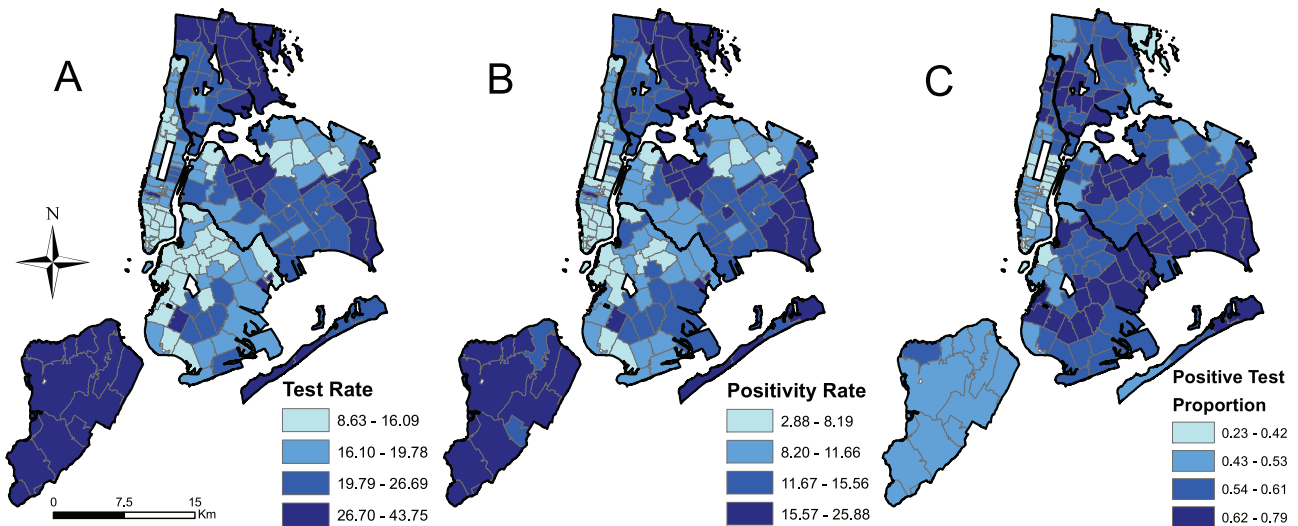 A
B
C
N
Test Rate
8.63 - 16.09
16.10 - 19.78
19.79 - 26.69
26.70 - 43.75
0 7.5 15
Km
Positivity Rate
2.88 - 8.19
8.20 - 11.66
11.67 - 15.56
15.57 - 25.88
Positive Test
Proportion
0.23 - 0.42
0.43 - 0.53
0.54 - 0.61
0.62 - 0.79